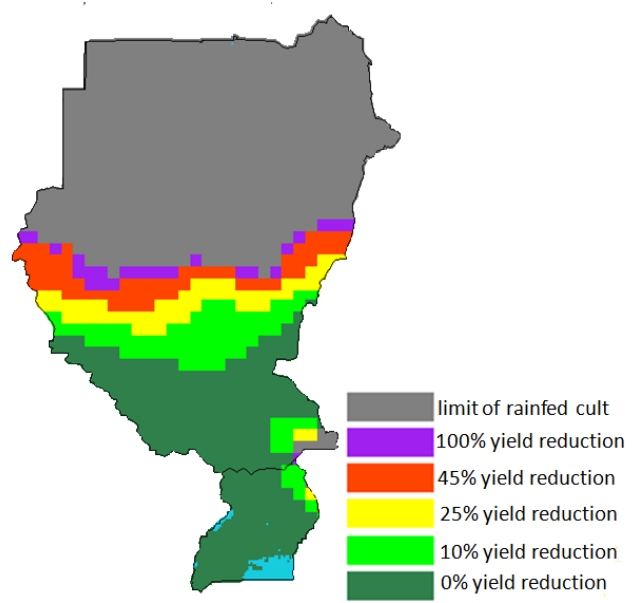 limit of rainfed cult
100% yield reduction
45% yield reduction
25% yield reduction
10% yield reduction
0% yield reduction